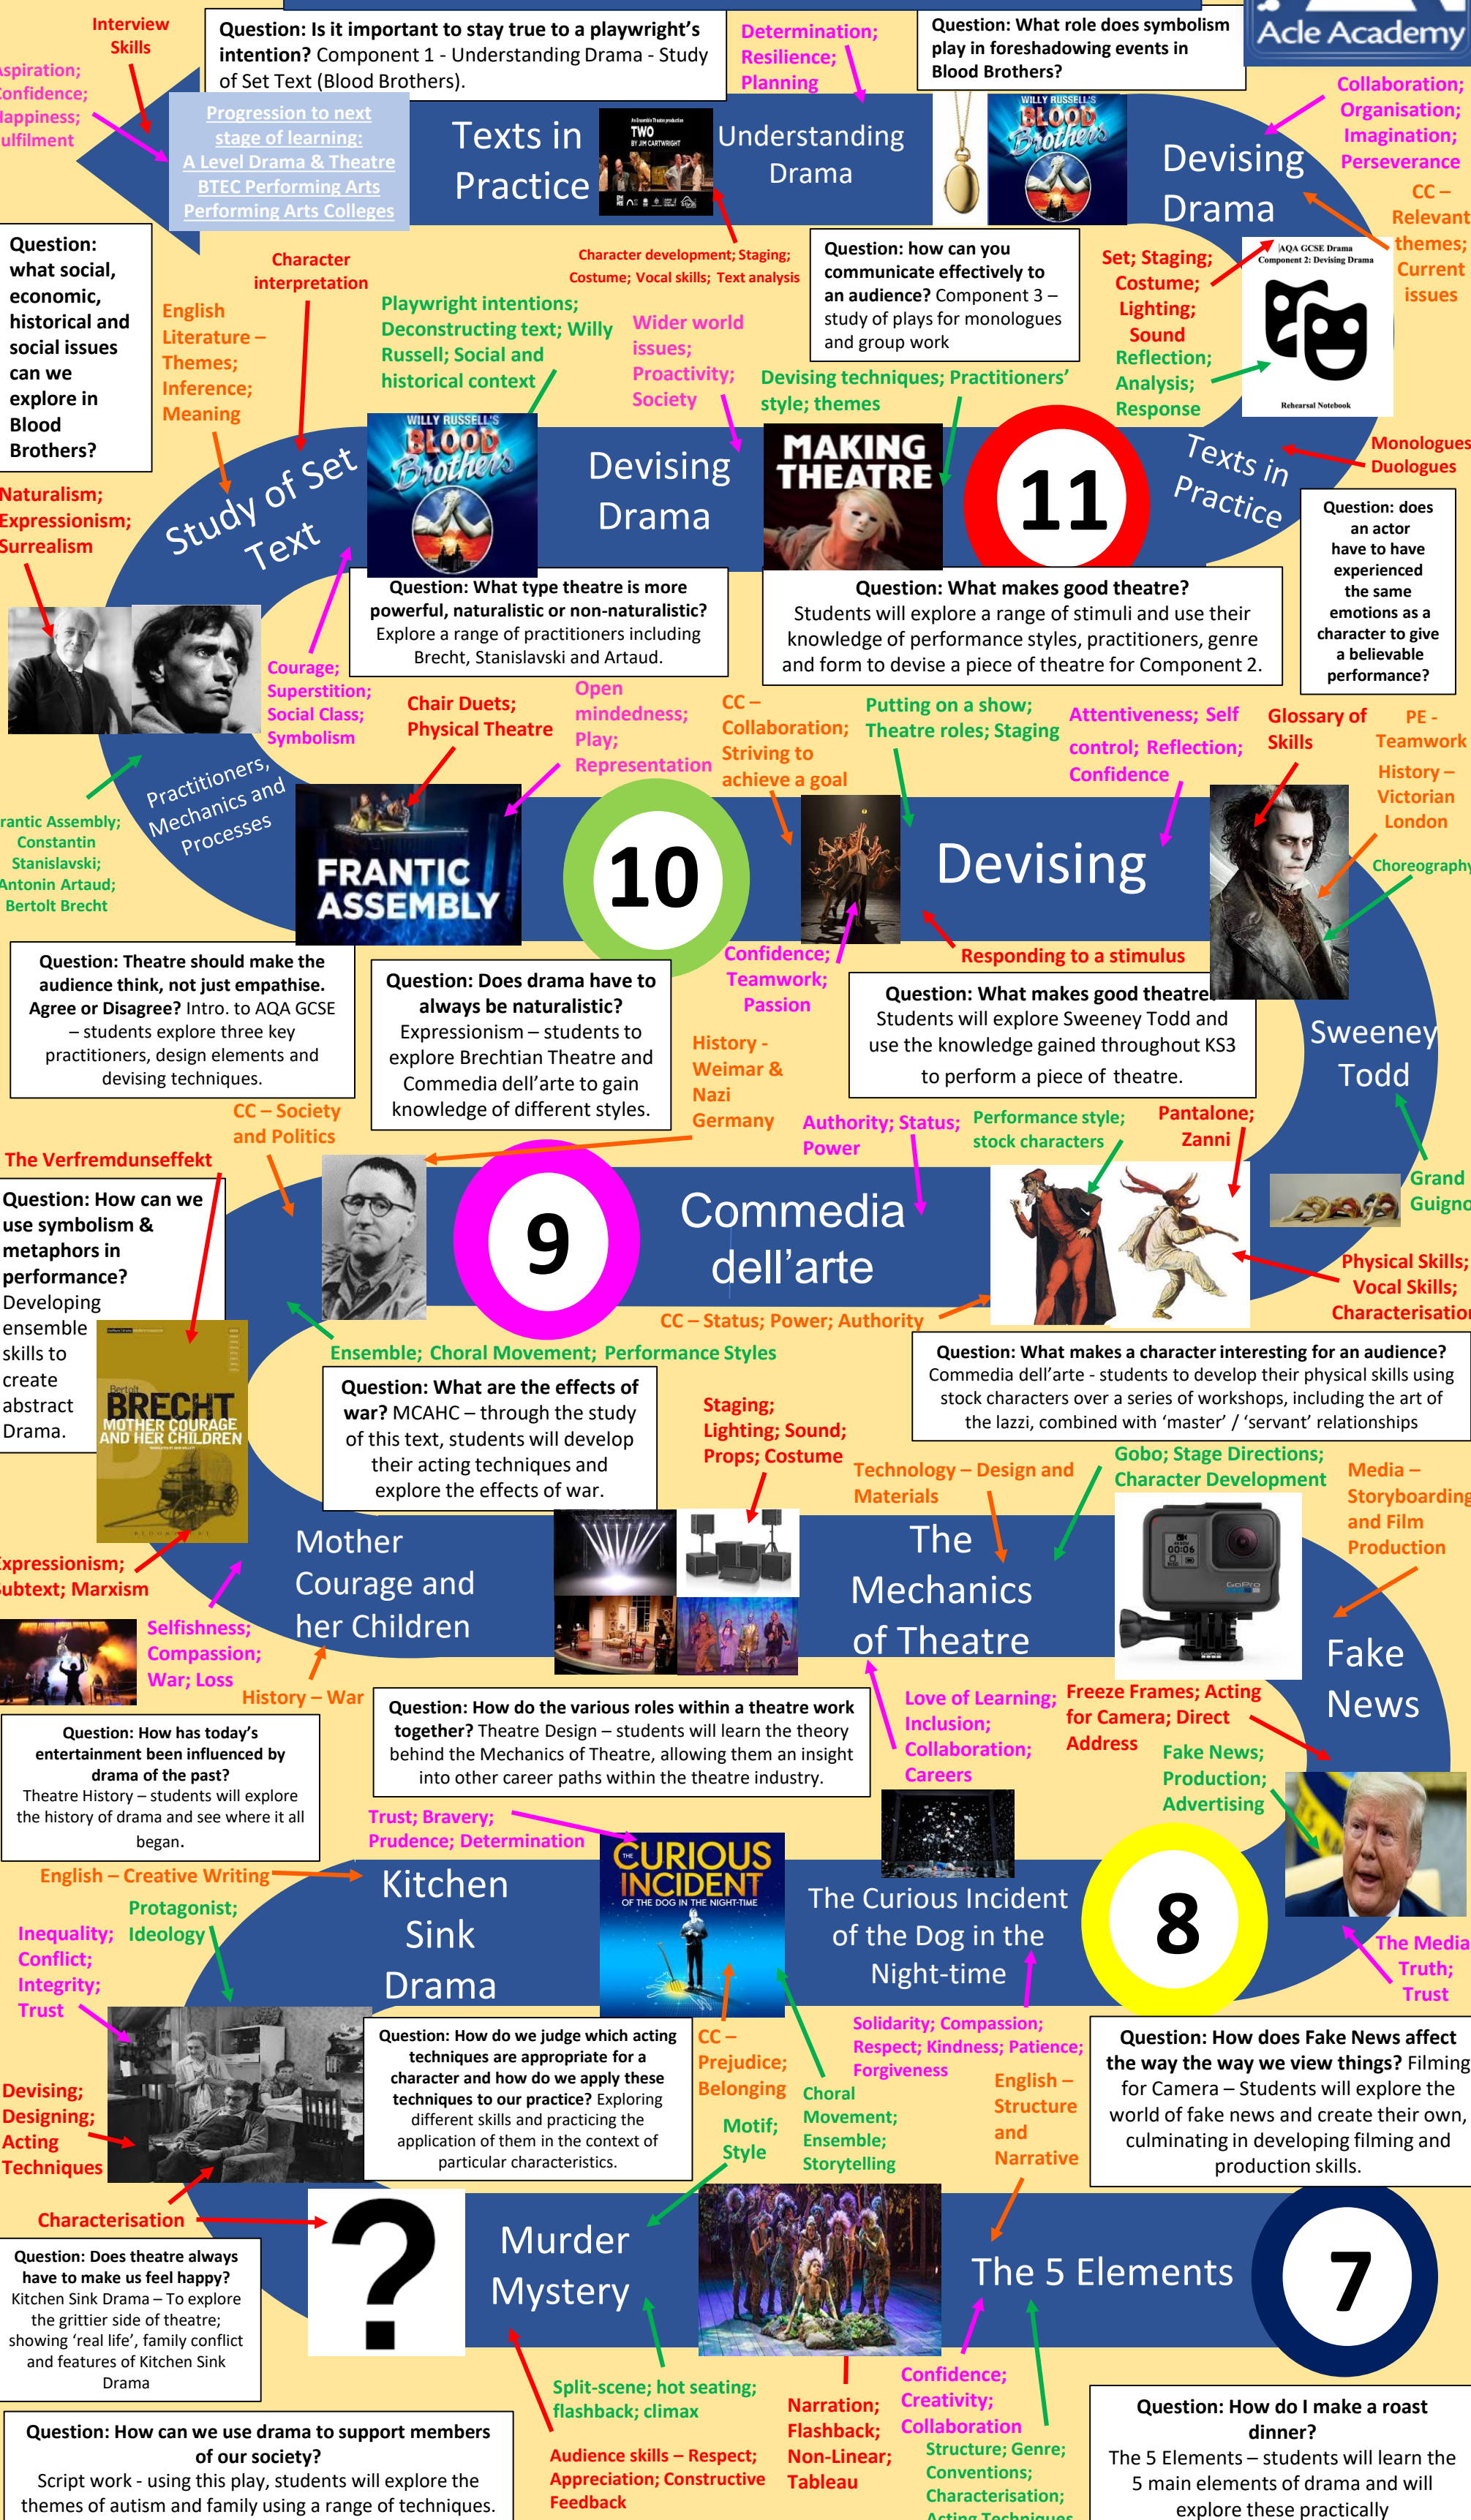 Acle Academy
Interview
Skills
Aspiration;
Confidence;
Happiness;
Fulfilment
Question: Is it important to stay true to a playwright's
intention? Component 1 - Understanding Drama - Study
of Set Text (Blood Brothers).
Determination;
Resilience;
Planning
Question: What role does symbolism
play in foreshadowing events in
Blood Brothers?
Collaboration;
Organisation;
Imagination;
Perseverance
Progression to next
stage of learning:
A Level Drama & Theatre
BTEC Performing Arts
Performing Arts Colleges
Texts in
Practice
An Ensemble Theatre production
TWO
BY JIM CARTWRIGHT
Understanding
Drama
WILLY RUSSELL'S
BLOOD
Brothers
Devising
Drama
CC –
Relevant
themes;
Current
issues
Question:
what social,
economic,
historical and
social issues
can we
explore in
Blood
Brothers?
English
Literature –
Themes;
Inference;
Meaning
Character
interpretation
Playwright intentions;
Deconstructing text; Willy
Russell; Social and
historical context
Character development; Staging;
Costume; Vocal skills; Text analysis
Wider world
issues;
Proactivity;
Society
Question: how can you
communicate effectively to
an audience? Component 3 –
study of plays for monologues
and group work
Devising techniques; Practitioners'
style; themes
Set; Staging;
Costume;
Lighting;
Sound
Reflection;
Analysis;
Response
AQA GCSE Drama
Component 2: Devising Drama
Rehearsal Notebook
Naturalism;
Expressionism;
Surrealism
Study of Set
Text
WILLY RUSSELL'S
BLOOD
Brothers
Devising
Drama
MAKING
THEATRE
11
Texts in
Practice
Monologues
Duologues
Question: does
an actor
have to have
experienced
the same
emotions as a
character to give
a believable
performance?
Question: What type theatre is more
powerful, naturalistic or non-naturalistic?
Explore a range of practitioners including
Brecht, Stanislavski and Artaud.
Question: What makes good theatre?
Students will explore a range of stimuli and use their
knowledge of performance styles, practitioners, genre
and form to devise a piece of theatre for Component 2.
Courage;
Superstition;
Social Class;
Symbolism
Chair Duets;
Physical Theatre
Open
mindedness;
Play;
Representation
CC –
Collaboration;
Striving to
achieve a goal
Putting on a show;
Theatre roles; Staging
Attentiveness; Self
control; Reflection;
Confidence
Glossary of
Skills
PE -
Teamwork
History –
Victorian
London
Choreography
Practitioners,
Mechanics and
Processes
Frantic Assembly;
Constantin
Stanislavski;
Antonin Artaud;
Bertolt Brecht
FRANTIC
ASSEMBLY
10
Devising
Confidence;
Teamwork;
Passion
Responding to a stimulus
Question: Theatre should make the
audience think, not just empathise.
Agree or Disagree? Intro. to AQA GCSE
– students explore three key
practitioners, design elements and
devising techniques.
Question: Does drama have to
always be naturalistic?
Expressionism – students to
explore Brechtian Theatre and
Commedia dell'arte to gain
knowledge of different styles.
Question: What makes good theatre
Students will explore Sweeney Todd and
use the knowledge gained throughout KS3
to perform a piece of theatre.
Sweeney
Todd
History -
Weimar &
Nazi
Germany
CC – Society
and Politics
The Verfremdunseffekt
Authority; Status;
Power
Performance style;
stock characters
Pantalone;
Zanni
Grand
Guignol
Question: How can we
use symbolism &
metaphors in
performance?
Developing
ensemble
skills to
create
abstract
Drama.
9
Commedia
dell'arte
CC – Status; Power; Authority
Physical Skills;
Vocal Skills;
Characterisation
Ensemble; Choral Movement; Performance Styles
Bertolt
BRECHT
MOTHER COURAGE
AND HER CHILDREN
Question: What are the effects of
war? MCAHC – through the study
of this text, students will develop
their acting techniques and
explore the effects of war.
Question: What makes a character interesting for an audience?
Commedia dell'arte - students to develop their physical skills using
stock characters over a series of workshops, including the art of
the lazzi, combined with 'master' / 'servant' relationships
Staging;
Lighting; Sound;
Props; Costume
Technology – Design and
Materials
Gobo; Stage Directions;
Character Development
Media –
Storyboarding
and Film
Production
Expressionism;
Subtext; Marxism
Mother
Courage and
her Children
The
Mechanics
of Theatre
00:06
GoPro
Fake
News
Selfishness;
Compassion;
War; Loss
History – War
Question: How has today's
entertainment been influenced by
drama of the past?
Theatre History – students will explore
the history of drama and see where it all
began.
Question: How do the various roles within a theatre work
together? Theatre Design – students will learn the theory
behind the Mechanics of Theatre, allowing them an insight
into other career paths within the theatre industry.
Love of Learning;
Inclusion;
Collaboration;
Careers
Freeze Frames; Acting
for Camera; Direct
Address
Fake News;
Production;
Advertising
Trust; Bravery;
Prudence; Determination
English – Creative Writing
Kitchen
Sink
Drama
THE
CURIOUS
INCIDENT
OF THE DOG IN THE NIGHT-TIME
The Curious Incident
of the Dog in the
Night-time
8
The Media
Truth;
Trust
Protagonist;
Ideology
Inequality;
Conflict;
Integrity;
Trust
Devising;
Designing;
Acting
Techniques
Question: How do we judge which acting
techniques are appropriate for a
character and how do we apply these
techniques to our practice? Exploring
different skills and practicing the
application of them in the context of
particular characteristics.
CC –
Prejudice;
Belonging
Solidarity; Compassion;
Respect; Kindness; Patience;
Forgiveness
Choral
Movement;
Ensemble;
Storytelling
Motif;
Style
English –
Structure
and
Narrative
Question: How does Fake News affect
the way the way we view things? Filming
for Camera – Students will explore the
world of fake news and create their own,
culminating in developing filming and
production skills.
Characterisation
?
Murder
Mystery
The 5 Elements
7
Question: Does theatre always
have to make us feel happy?
Kitchen Sink Drama – To explore
the grittier side of theatre;
showing 'real life', family conflict
and features of Kitchen Sink
Drama
Split-scene; hot seating;
flashback; climax
Audience skills – Respect;
Appreciation; Constructive
Feedback
Narration;
Flashback;
Non-Linear;
Tableau
Confidence;
Creativity;
Collaboration
Structure; Genre;
Conventions;
Characterisation;
Acting Techniques
Question: How can we use drama to support members
of our society?
Script work - using this play, students will explore the
themes of autism and family using a range of techniques.
Question: How do I make a roast
dinner?
The 5 Elements – students will learn the
5 main elements of drama and will
explore these practically